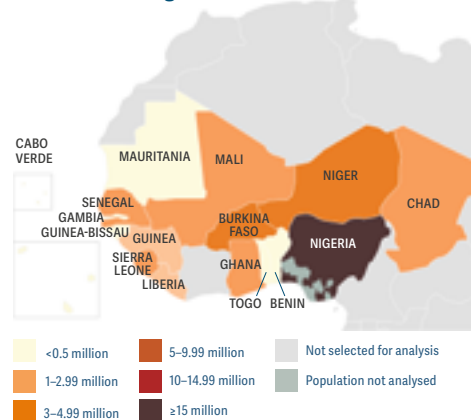 CABO
VERDE
MAURITANIA
MALI
NIGER
CHAD
SENEGAL
GAMBIA
GUINEA-BISSAU
GUINEA
SIERRA
LEONE
LIBERIA
BURKINA
FASO
GHANA
NIGERIA
TOGO
BENIN
<0.5 million
5–9.99 million
Not selected for analysis
1–2.99 million
10–14.99 million
Population not analysed
3–4.99 million
≥15 million